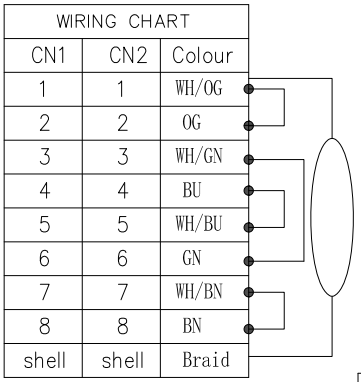 WIRING CHART
CN1 CN2 Colour
1 1 WH/OG
2 2 OG
3 3 WH/GN
4 4 BU
5 5 WH/BU
6 6 GN
7 7 WH/BN
8 8 BN
shell shell Braid